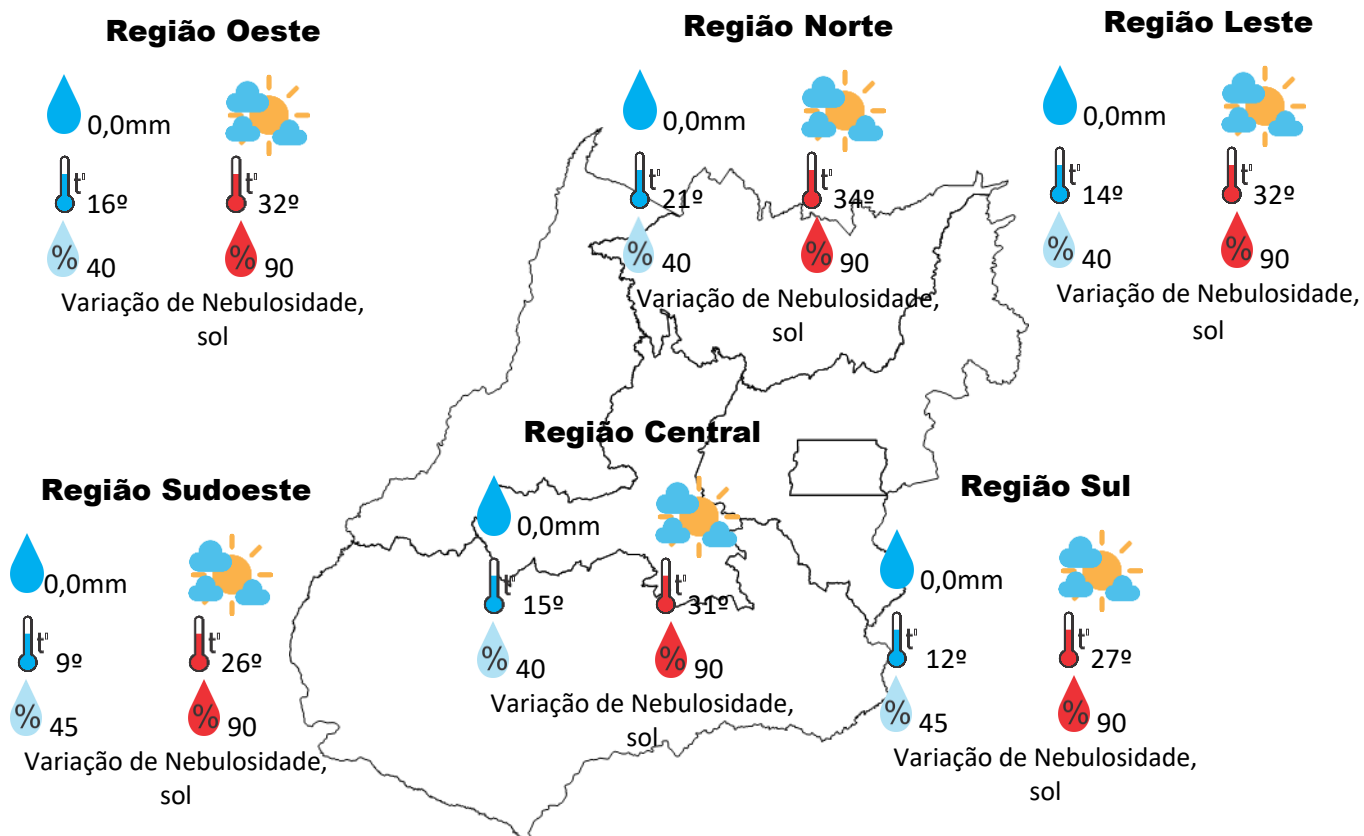 Região Oeste
0,0mm
t°
16º
32º
%
40
%
90
Variação de Nebulosidade,
sol
Região Norte
0,0mm
t°
21º
t°
34º
%
40
%
90
Variação de Nebulosidade,
sol
Região Leste
0,0mm
t°
14º
t°
32º
%
40
%
90
Variação de Nebulosidade,
sol
Região Sudoeste
0,0mm
t°
9º
t°
26º
%
45
%
90
Variação de Nebulosidade,
sol
Região Central
0,0mm
t°
15º
t°
31º
%
40
%
90
Variação de Nebulosidade,
sol
Região Sul
0,0mm
t°
12º
t°
27º
%
45
%
90
Variação de Nebulosidade,
sol